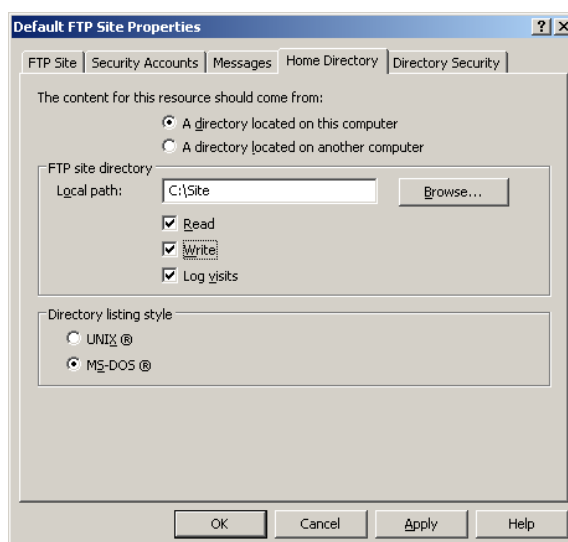 Default FTP Site Properties
FTP Site Security Accounts Messages Home Directory Directory Security
The content for this resource should come from:
A directory located on this computer
A directory located on another computer
FTP site directory
Local path: C:\Site Browse...
Read
Write
Log visits
Directory listing style
UNIX ®
MS-DOS ®
OK Cancel Apply Help